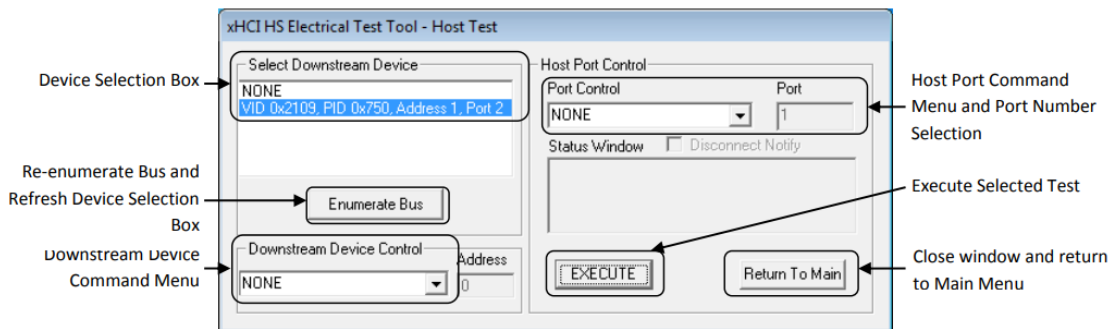 xHCI HS Electrical Test Tool - Host Test
Device Selection Box
Select Downstream Device
NONE
VID 0x2109, PID 0x750, Address 1, Port 2
Re-enumerate Bus and
Refresh Device Selection
Box
Enumerate Bus
Downstream Device
Command Menu
Downstream Device Control
Address
NONE
0
Host Port Control
Port Control
Port
NONE
1
Host Port Command
Menu and Port Number
Selection
Status Window
Disconnect Notify
Execute Selected Test
EXECUTE
Return To Main
Close window and return
to Main Menu